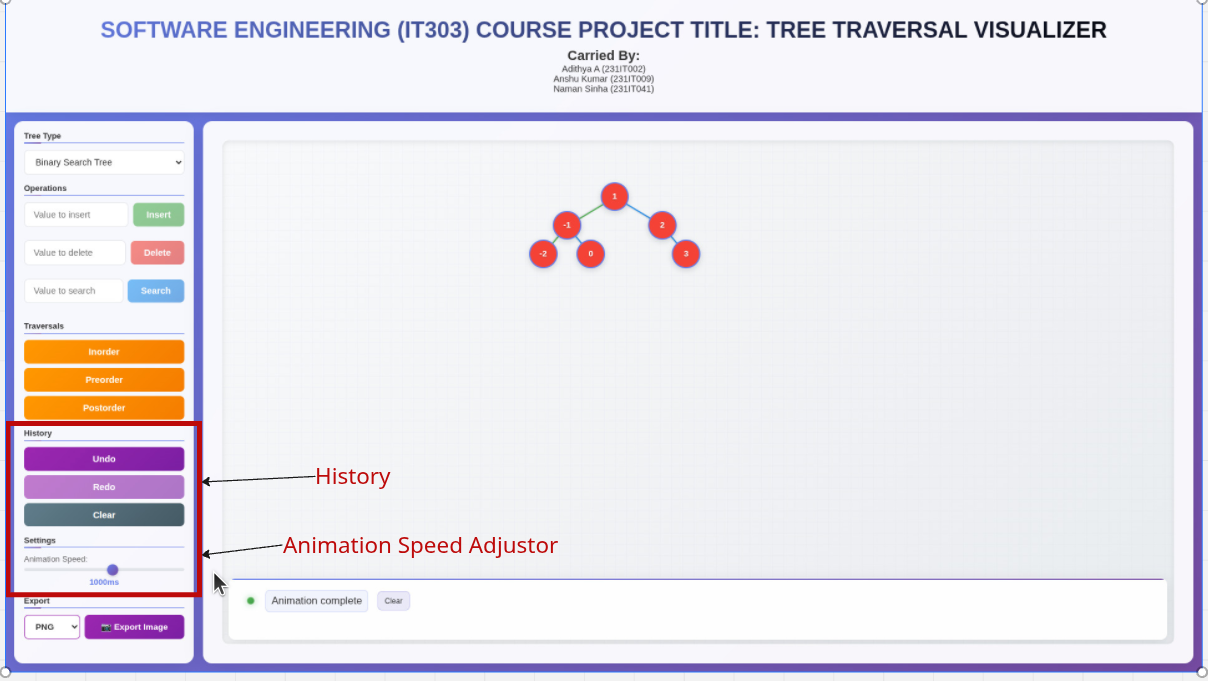 SOFTWARE ENGINEERING (IT303) COURSE PROJECT TITLE: TREE TRAVERSAL VISUALIZER
Carried By:
Adithya A (231IT002)
Anshu Kumar (231IT009)
Naman Sinha (231IT041)
Tree Type
Binary Search Tree
Operations
Value to insert
Insert
Value to delete
Delete
Value to search
Search
Traversals
Inorder
Preorder
Postorder
History
Undo
Redo
Clear
Settings
Animation Speed:
1000ms
Export
PNG
Export Image
1
-1
2
-2
0
3
History
Animation Speed Adjustor
Animation complete
Clear